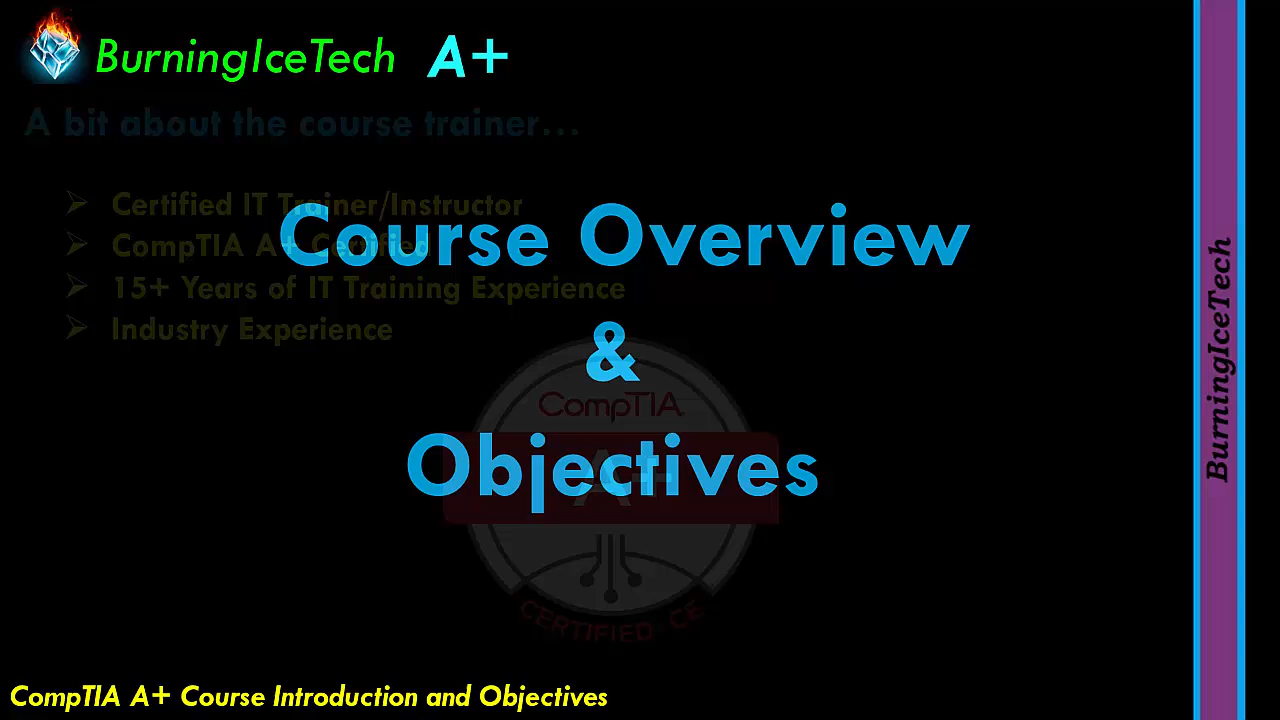 BurningIceTech A+
A bit about the course trainer...
Certified IT Trainer/Instructor
CompTIA A+ Certified
15+ Years of IT Training Experience
Industry Experience
Course Overview
&
Objectives
CompTIA
A+
CERTIFIED CE
CompTIA A+ Course Introduction and Objectives
BurningIceTech